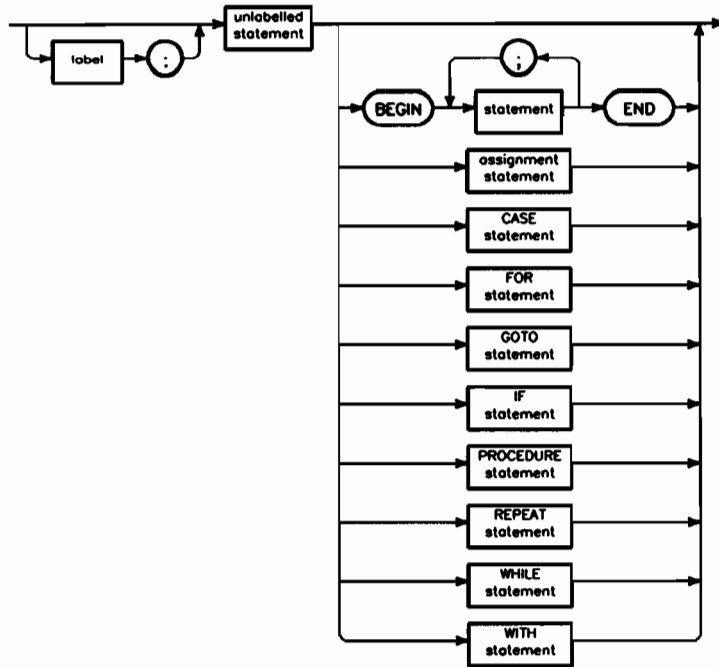 unlabelled
statement
label
:
;
BEGIN
statement
END
assignment
statement
CASE
statement
FOR
statement
GOTO
statement
IF
statement
PROCEDURE
statement
REPEAT
statement
WHILE
statement
WITH
statement